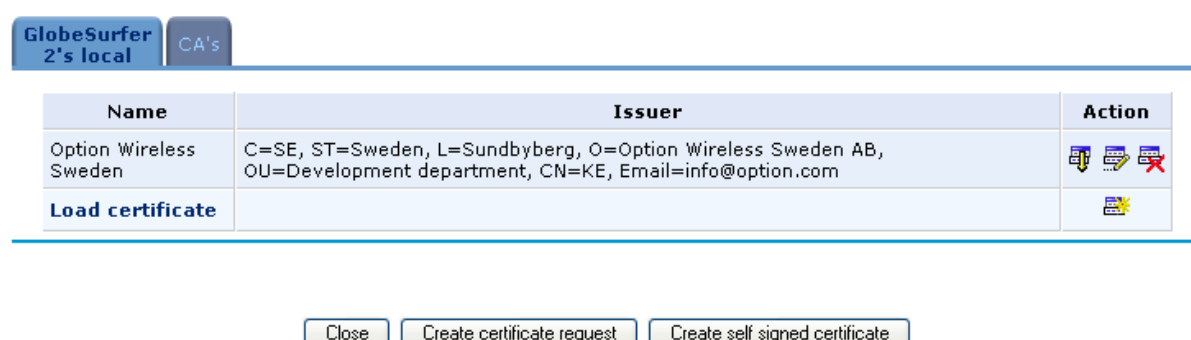 GlobeSurfer
2's local
CA's
Name
Issuer
Action
Option Wireless
Sweden
C=SE, ST=Sweden, L=Sundbyberg, O=Option Wireless Sweden AB,
OU=Development department, CN=KE, Email=info@option.com
Load certificate
Close
Create certificate request
Create self signed certificate